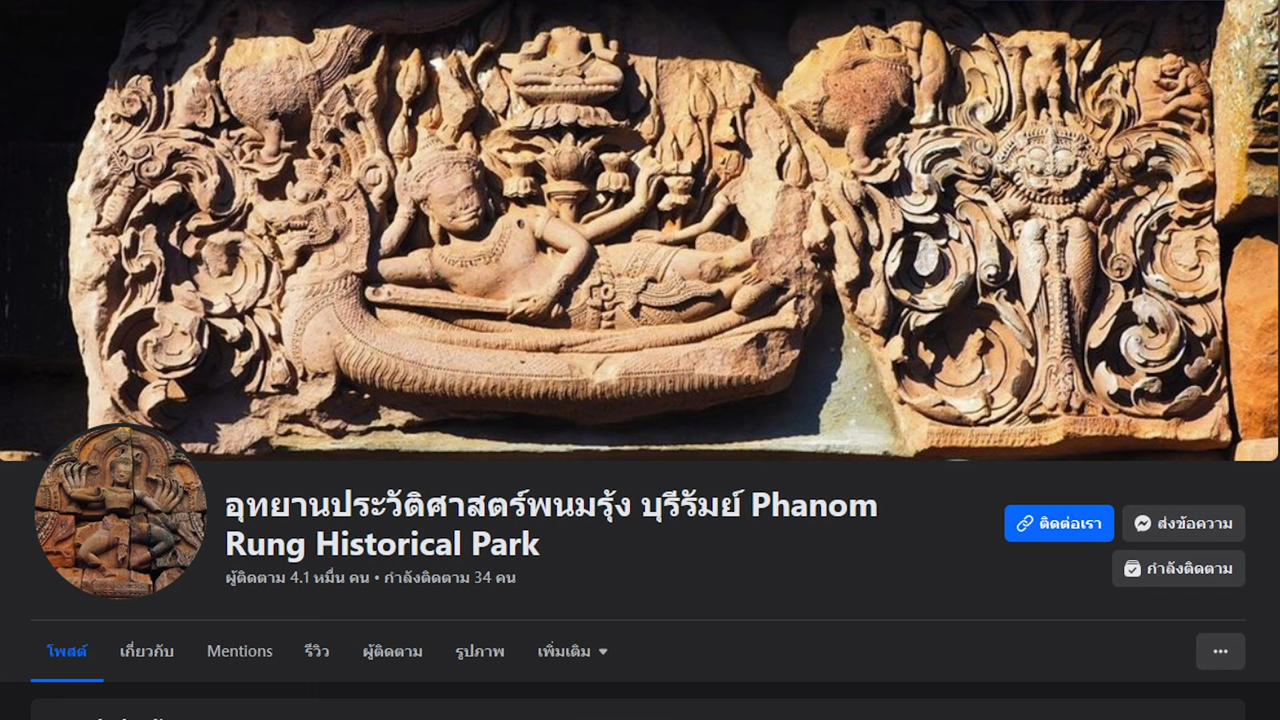 อุทยานประวัติศาสตร์พนมรุ้ง บุรีรัมย์ Phanom
Rung Historical Park
ผู้ติดตาม 4.1 หมื่น คน • กำลังติดตาม 34 คน
ติดต่อเรา
ส่งข้อความ
กำลังติดตาม
โพสต์
เกี่ยวกับ
Mentions
รีวิว
ผู้ติดตาม
รูปภาพ
เพิ่มเติม